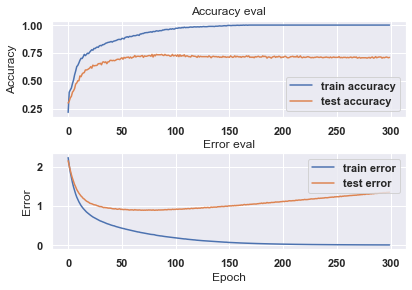 Accuracy eval
1.00
0.75
0.50
0.25
Accuracy
train accuracy
test accuracy
0 50 100 150 200 250 300
Error eval
2
1
0
Error
train error
test error
0 50 100 150 200 250 300
Epoch